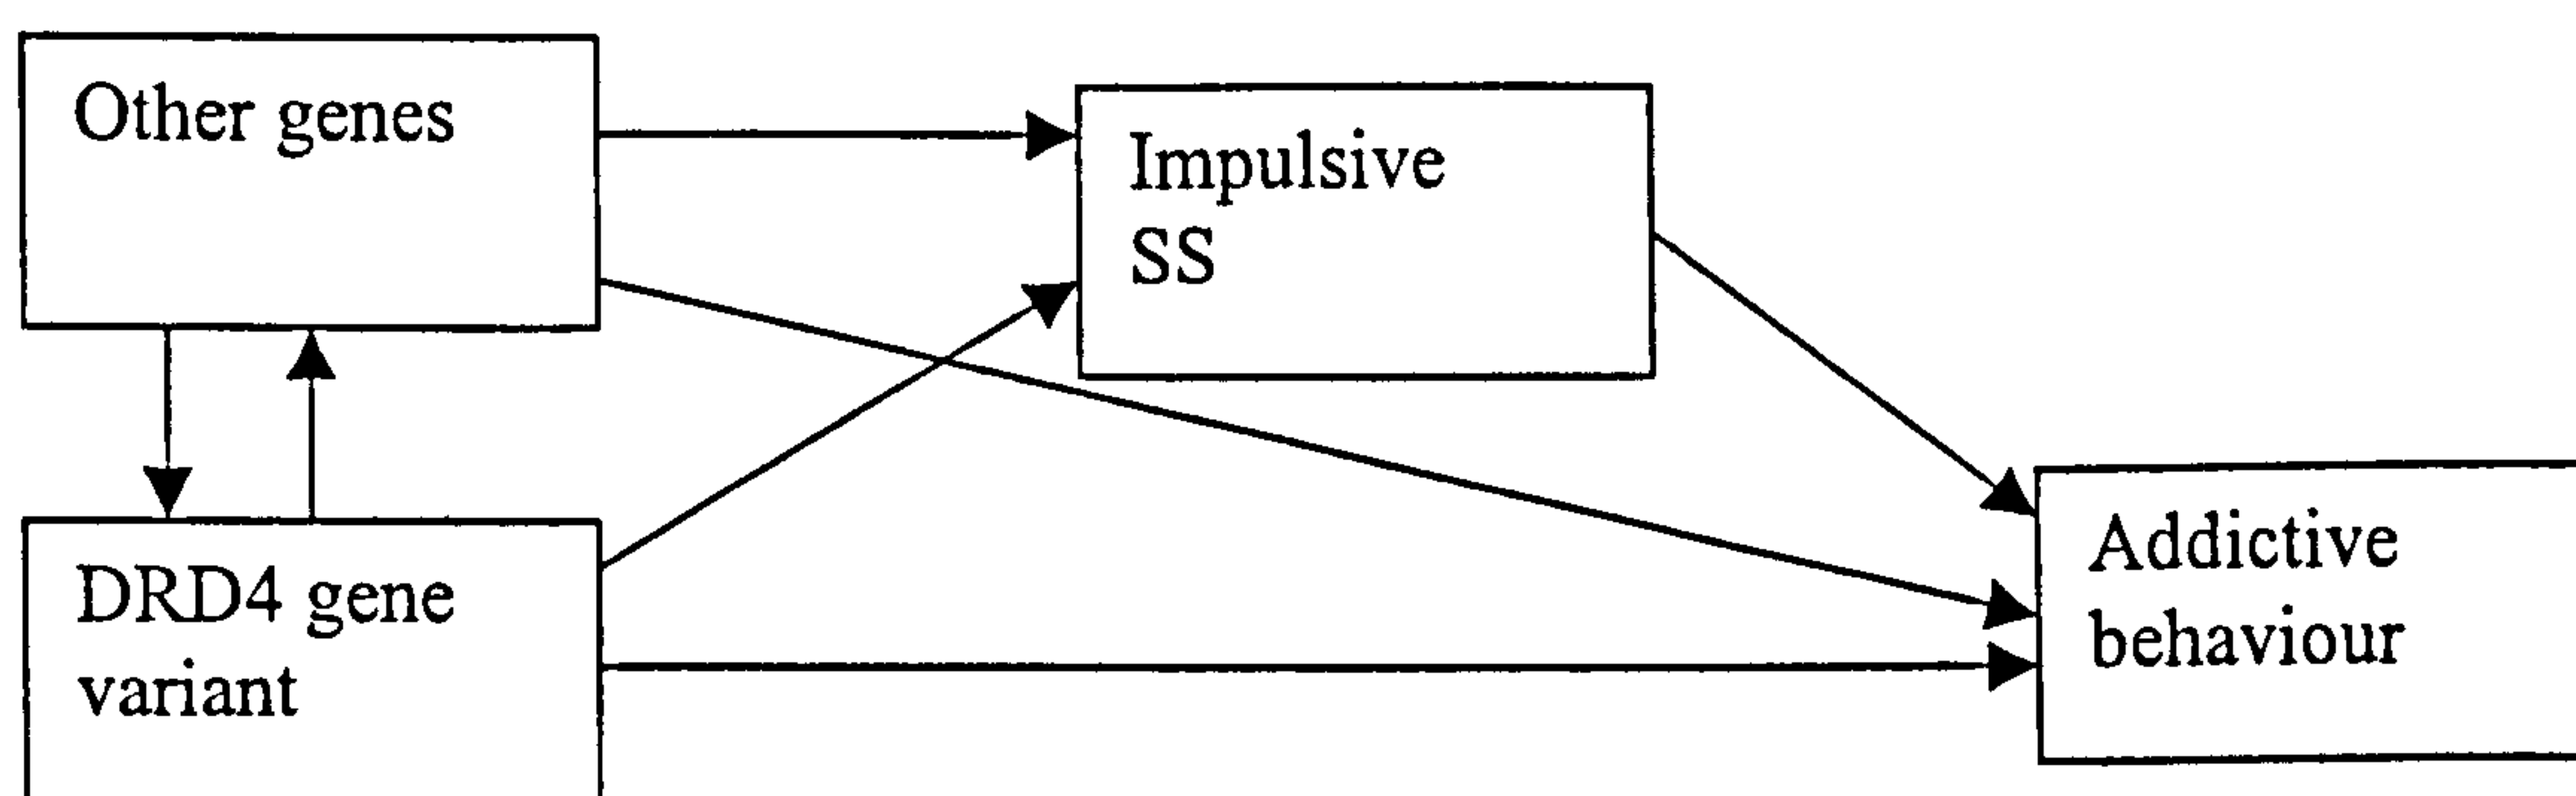 Other genes
Impulsive
SS
DRD4 gene
variant
Addictive
behaviour